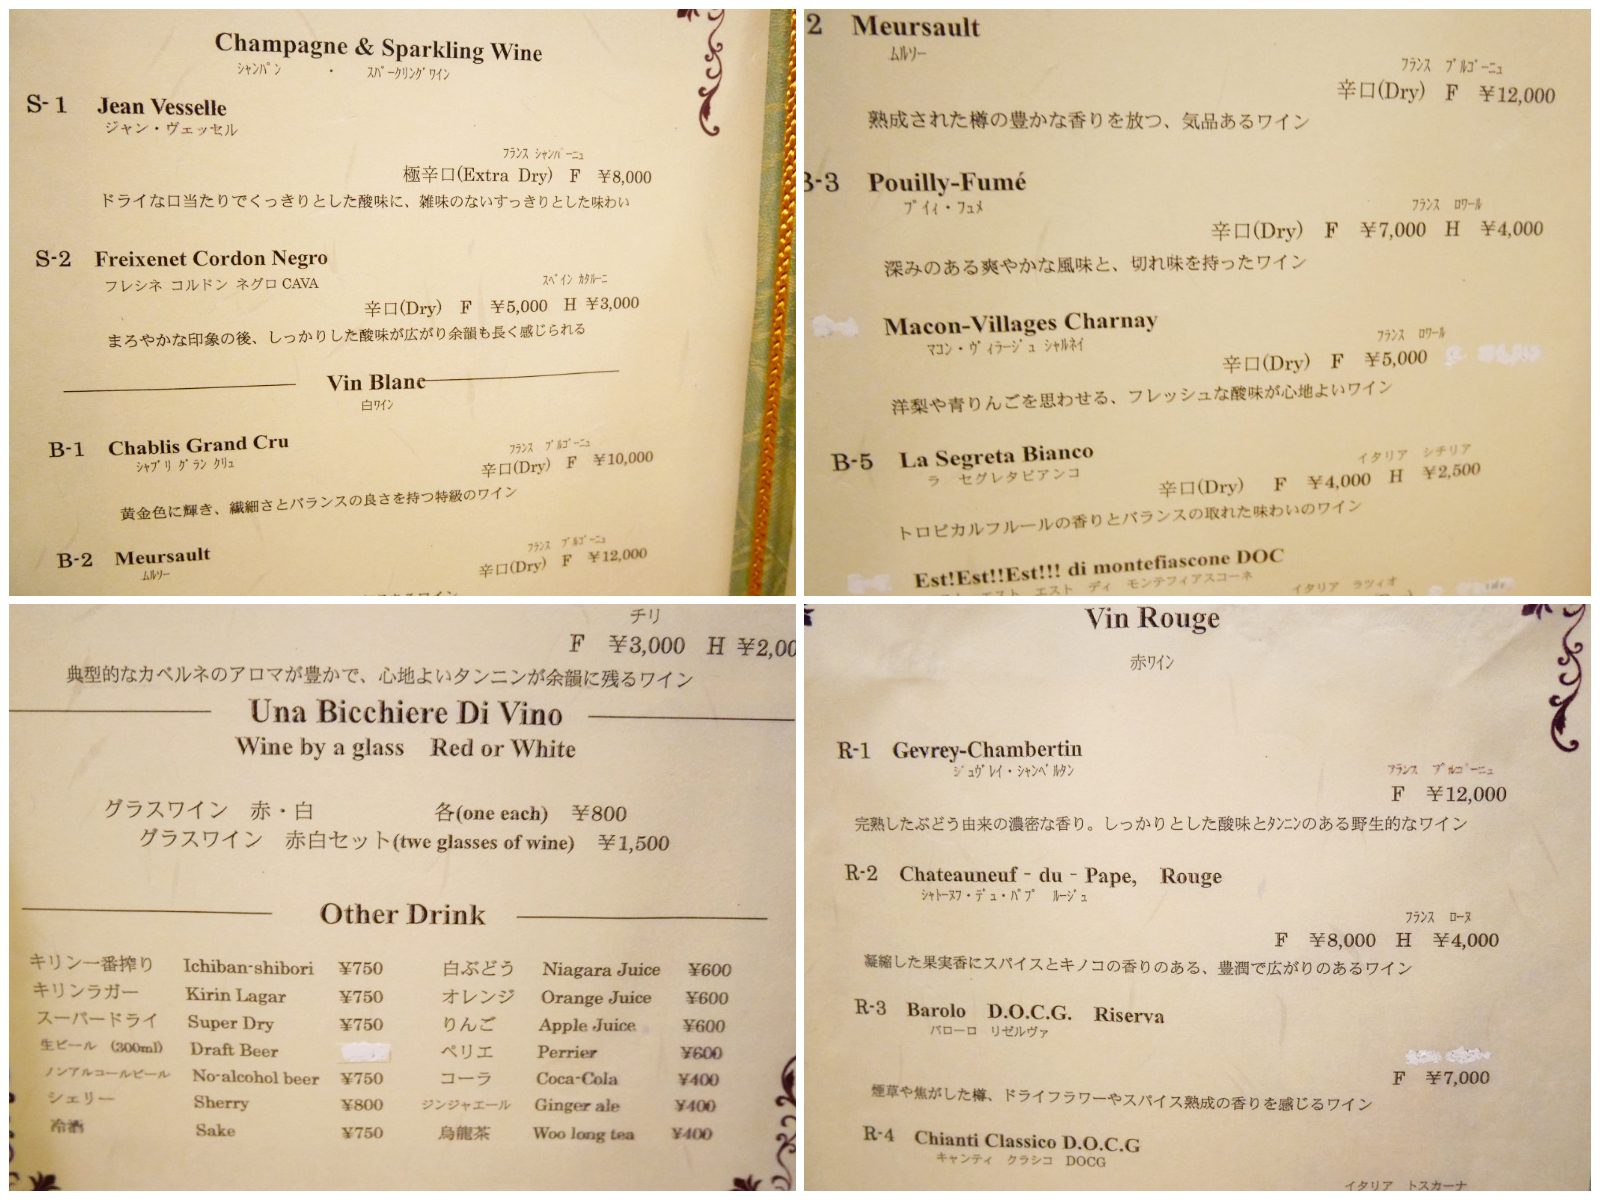 Champagne & Sparkling Wine
ｼｬﾝﾊﾟﾝ ・ ｽﾊﾟｰｸﾘﾝｸﾞﾜｲﾝ
S-1 Jean Vesselle
ジャン・ヴェッセル
ﾌﾗﾝｽ ｼｬﾝﾊﾟｰﾆｭ
極辛口(Extra Dry) F ¥8,000
ドライな口当たりでくっきりとした酸味に、雑味のないすっきりとした味わい
S-2 Freixenet Cordon Negro
フレシネ コルドン ネグロ CAVA
ｽﾍﾟｲﾝ ｶﾀﾙｰﾆ
辛口(Dry) F ¥5,000 H ¥3,000
まろやかな印象の後、しっかりした酸味が広がり余韻も長く感じられる
Vin Blanc
白ﾜｲﾝ
B-1 Chablis Grand Cru
ｼｬﾌﾞﾘ ｸﾞﾗﾝ ｸﾘｭ
ﾌﾗﾝｽ ﾌﾞﾙｺﾞｰﾆｭ
辛口(Dry) F ¥10,000
黄金色に輝き、繊細さとバランスの良さを持つ特級のワイン
B-2 Meursault
ﾑﾙｿｰ
ﾌﾗﾝｽ ﾌﾞﾙｺﾞｰﾆｭ
辛口(Dry) F ¥12,000
2 Meursault
ﾑﾙｿｰ
ﾌﾗﾝｽ ﾌﾞﾙｺﾞｰﾆｭ
辛口(Dry) F ¥12,000
熟成された樽の豊かな香りを放つ、気品あるワイン
B-3 Pouilly-Fumé
ﾌﾟｲｨ・ﾌｭﾒ
ﾌﾗﾝｽ ﾛﾜｰﾙ
辛口(Dry) F ¥7,000 H ¥4,000
深みのある爽やかな風味と、切れ味を持ったワイン
Macon-Villages Charnay
ﾏｺﾝ・ｳﾞｨﾗｰｼﾞｭ ｼｬﾙﾈｲ
ﾌﾗﾝｽ ﾛﾜｰﾙ
辛口(Dry) F ¥5,000
洋梨や青りんごを思わせる、フレッシュな酸味が心地よいワイン
B-5 La Segreta Bianco
ラ セグレタビアンコ
イタリア シチリア
辛口(Dry) F ¥4,000 H ¥2,500
トロピカルフルールの香りとバランスの取れた味わいのワイン
Est!Est!!Est!!! di montefiascone DOC
エスト エスト ディ モンテフィアスコーネ
イタリア ラツィオ
チリ
F ¥3,000 H ¥2,00
典型的なカベルネのアロマが豊かで、心地よいタンニンが余韻に残るワイン
Una Bicchiere Di Vino
Wine by a glass Red or White
グラスワイン 赤・白 各(one each) ¥800
グラスワイン 赤白セット(twe glasses of wine) ¥1,500
Other Drink
キリン一番搾り Ichiban-shibori ¥750 白ぶどう Niagara Juice ¥600
キリンラガー Kirin Lagar ¥750 オレンジ Orange Juice ¥600
スーパードライ Super Dry ¥750 りんご Apple Juice ¥600
生ビール (300ml) Draft Beer ペリエ Perrier ¥600
ノンアルコールビール No-alcohol beer ¥750 コーラ Coca-Cola ¥400
シェリー Sherry ¥800 ジンジャエール Ginger ale ¥400
冷酒 Sake ¥750 烏龍茶 Woo long tea ¥400
Vin Rouge
赤ﾜｲﾝ
R-1 Gevrey-Chambertin
ｼﾞｭｳﾞﾚｲ・ｼｬﾝﾍﾞﾙﾀﾝ
ﾌﾗﾝｽ ﾌﾞﾙｺﾞｰﾆｭ
F ¥12,000
完熟したぶどう由来の濃密な香り。しっかりとした酸味とﾀﾝﾆﾝのある野生的なワイン
R-2 Chateauneuf - du - Pape, Rouge
ｼｬﾄｰﾇﾌ・ﾃﾞｭ・ﾊﾟﾌﾟ ﾙｰｼﾞｭ
ﾌﾗﾝｽ ﾛｰﾇ
F ¥8,000 H ¥4,000
凝縮した果実香にスパイスとキノコの香りのある、豊潤で広がりのあるワイン
R-3 Barolo D.O.C.G. Riserva
バローロ リゼルヴァ
F ¥7,000
煙草や焦がした樽、ドライフラワーやスパイス熟成の香りを感じるワイン
R-4 Chianti Classico D.O.C.G
キャンティ クラシコ DOCG
イタリア トスカーナ